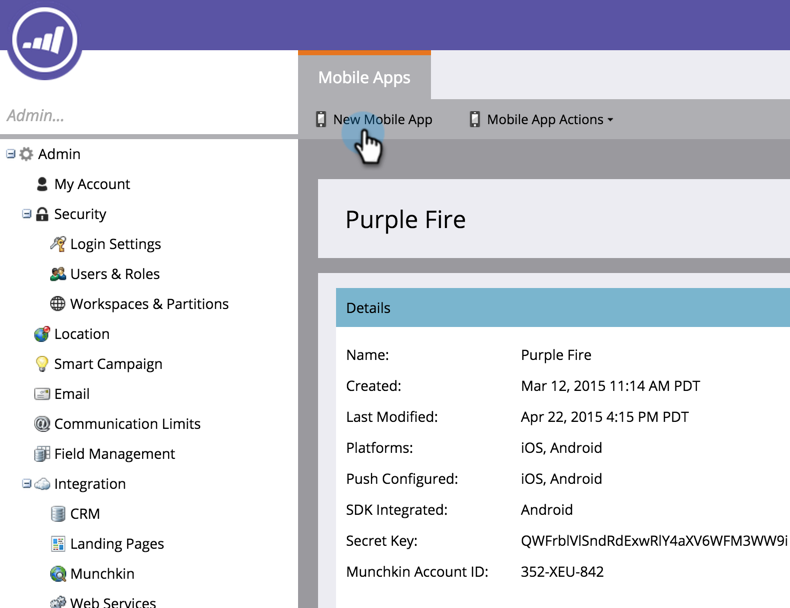 Mobile Apps
Admin...
New Mobile App
Mobile App Actions
Admin
My Account
Security
Login Settings
Users & Roles
Workspaces & Partitions
Location
Smart Campaign
Email
Communication Limits
Field Management
Integration
CRM
Landing Pages
Munchkin
Web Services
Purple Fire
Details
Name: Purple Fire
Created: Mar 12, 2015 11:14 AM PDT
Last Modified: Apr 22, 2015 4:15 PM PDT
Platforms: iOS, Android
Push Configured: iOS, Android
SDK Integrated: Android
Secret Key: QWFrblVlSndRdExwRlY4aXV6WFM3WW9i
Munchkin Account ID: 352-XEU-842